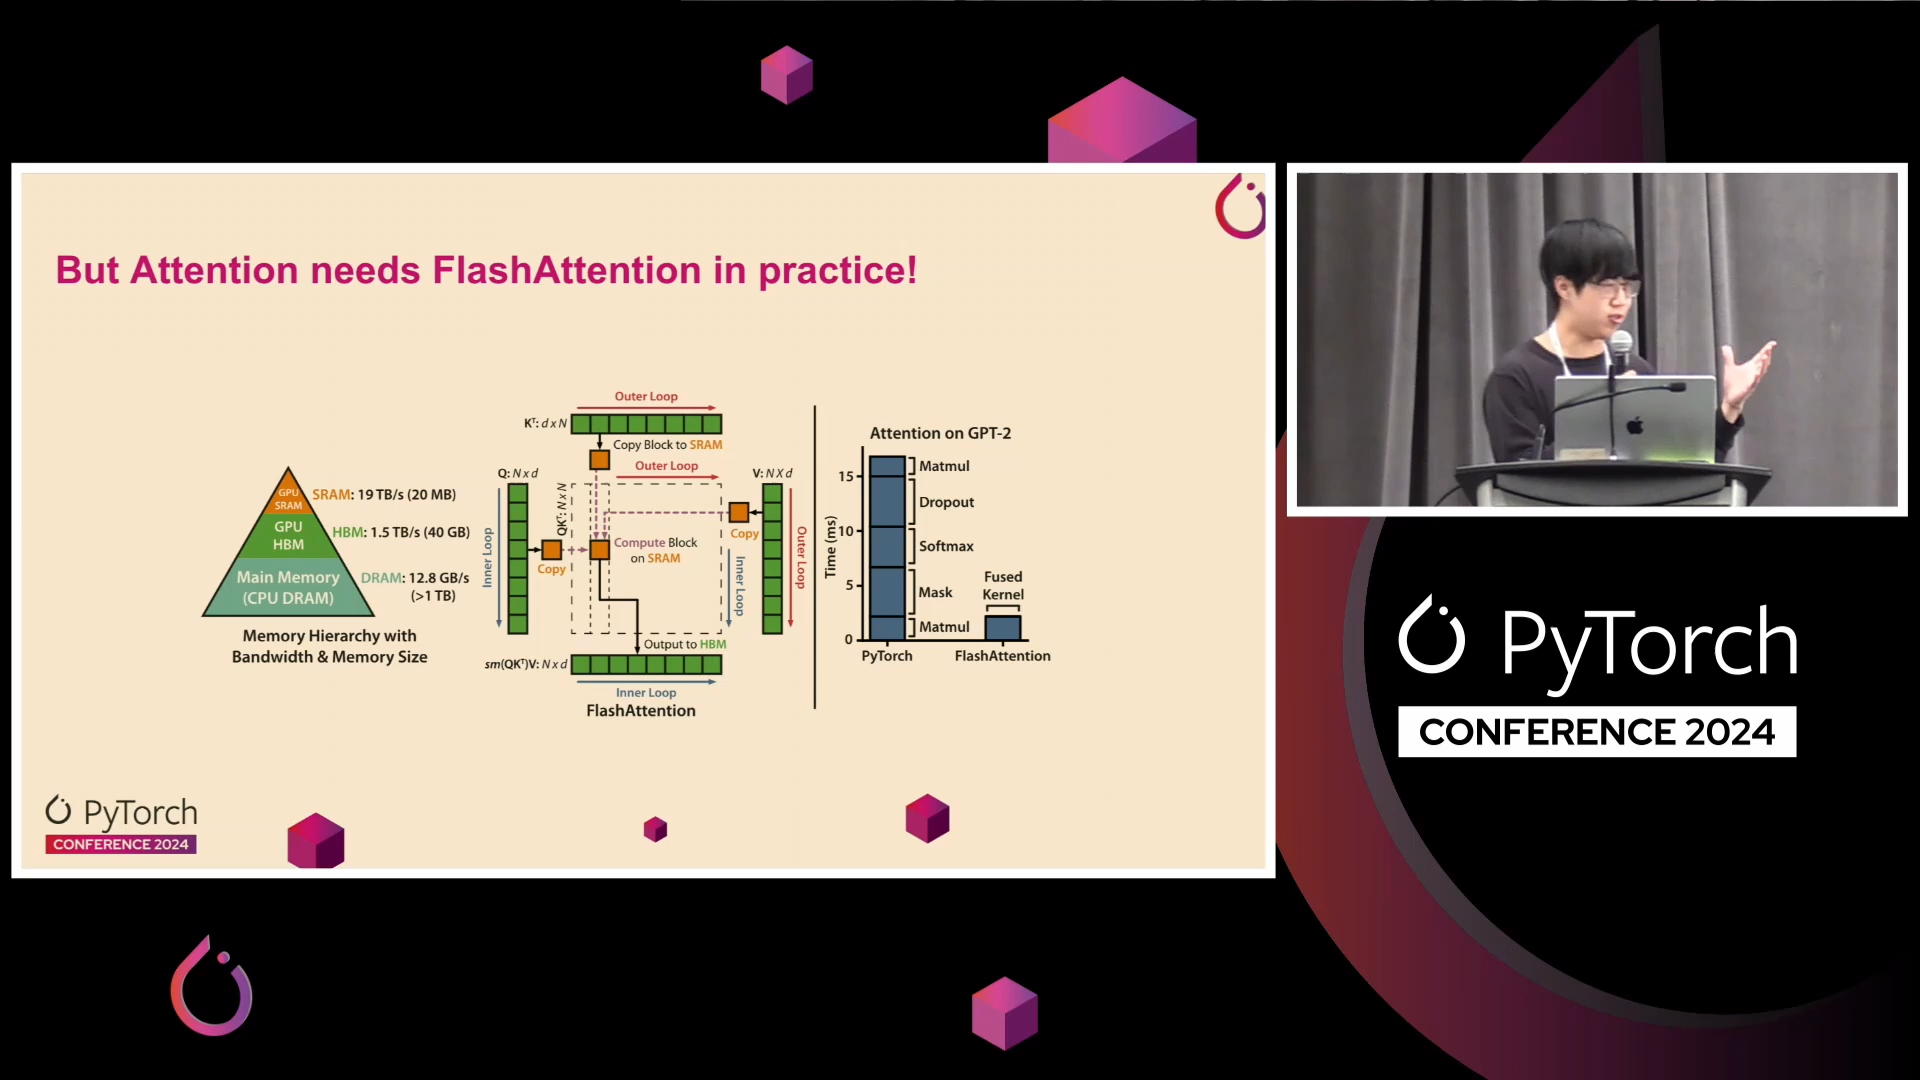 But Attention needs FlashAttention in practice!
GPU
SRAM
GPU
HBM
Main Memory
(CPU DRAM)
SRAM: 19 TB/s (20 MB)
HBM: 1.5 TB/s (40 GB)
DRAM: 12.8 GB/s
(>1 TB)
Memory Hierarchy with
Bandwidth & Memory Size
Outer Loop
Kᵀ: d x N
Copy Block to SRAM
Outer Loop
Q: N x d
V: N X d
QKᵀ: N x N
Inner Loop
Copy
Compute Block
on SRAM
Copy
Inner Loop
Outer Loop
Output to HBM
sm(QKᵀ)V: N x d
Inner Loop
FlashAttention
Attention on GPT-2
Time (ms)
15
10
5
0
Matmul
Dropout
Softmax
Mask
Matmul
Fused
Kernel
PyTorch
FlashAttention
PyTorch
CONFERENCE 2024
PyTorch
CONFERENCE 2024